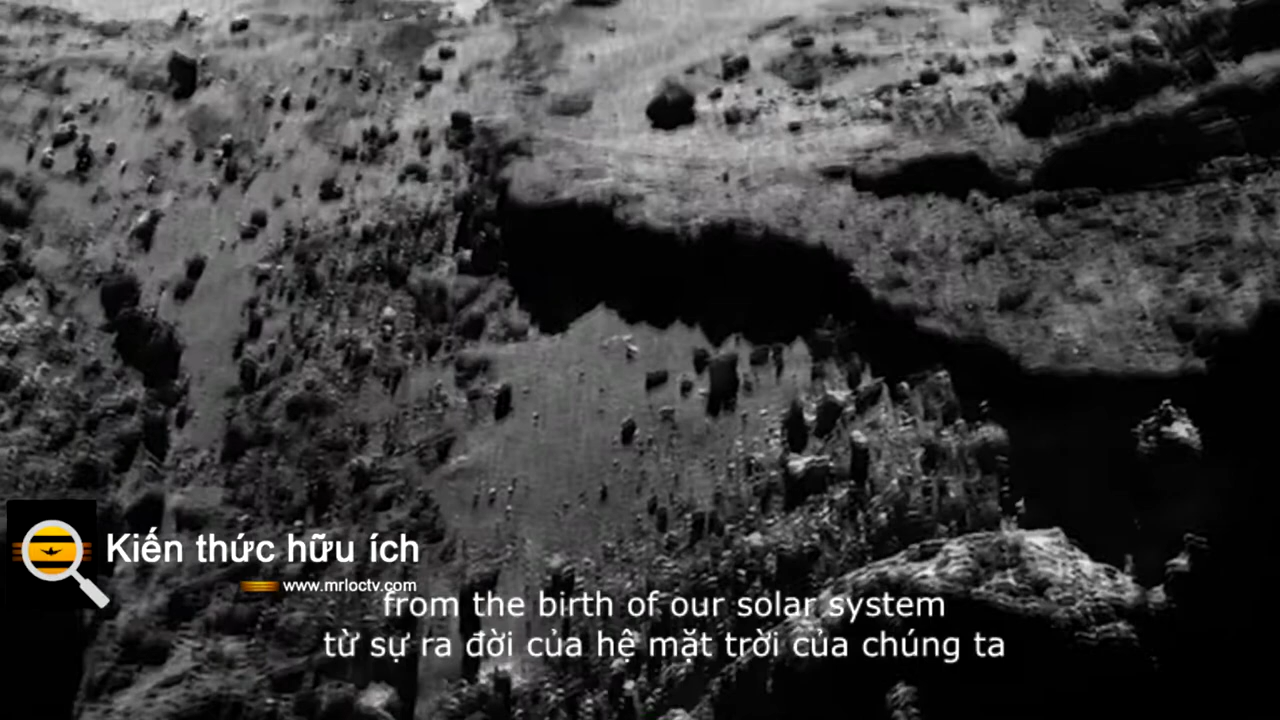 Kiến thức hữu ích
www.mrloctv.com
from the birth of our solar system
từ sự ra đời của hệ mặt trời của chúng ta